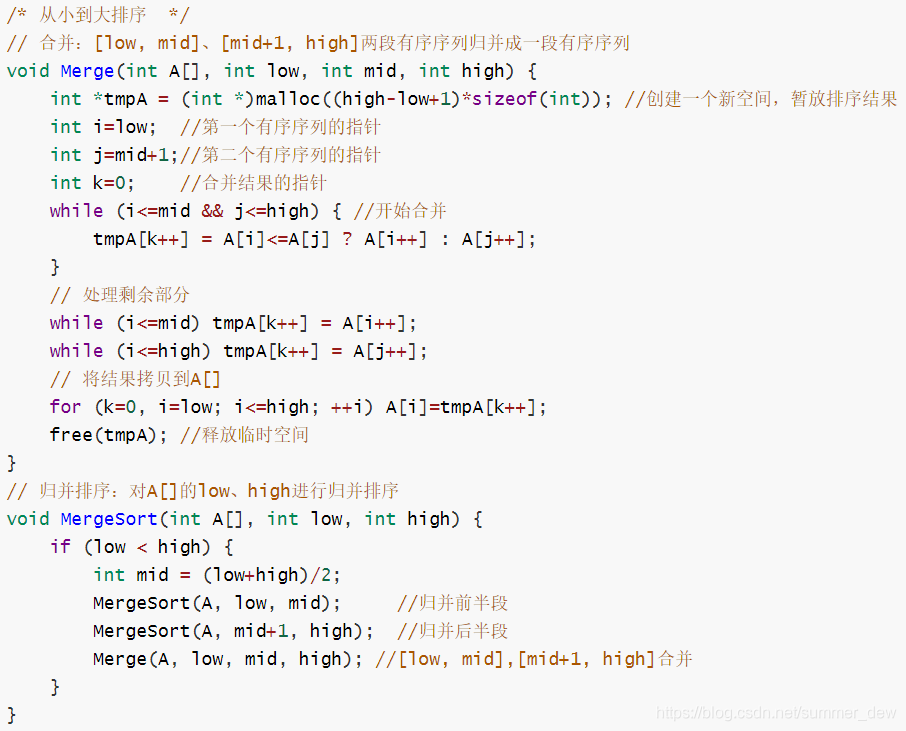 /* 从小到大排序  */
// 合并：[low, mid]、[mid+1, high]两段有序序列归并成一段有序序列
void Merge(int A[], int low, int mid, int high) {
    int *tmpA = (int *)malloc((high-low+1)*sizeof(int)); //创建一个新空间，暂放排序结果
    int i=low;  //第一个有序序列的指针
    int j=mid+1;//第二个有序序列的指针
    int k=0;    //合并结果的指针
    while (i<=mid && j<=high) { //开始合并
        tmpA[k++] = A[i]<=A[j] ? A[i++] : A[j++];
    }
    // 处理剩余部分
    while (i<=mid) tmpA[k++] = A[i++];
    while (i<=high) tmpA[k++] = A[j++];
    // 将结果拷贝到A[]
    for (k=0, i=low; i<=high; ++i) A[i]=tmpA[k++];
    free(tmpA); //释放临时空间
}
// 归并排序：对A[]的low、high进行归并排序
void MergeSort(int A[], int low, int high) {
    if (low < high) {
        int mid = (low+high)/2;
        MergeSort(A, low, mid);     //归并前半段
        MergeSort(A, mid+1, high);  //归并后半段
        Merge(A, low, mid, high); //[low, mid],[mid+1, high]合并
    }
}
https://blog.csdn.net/summer_dew